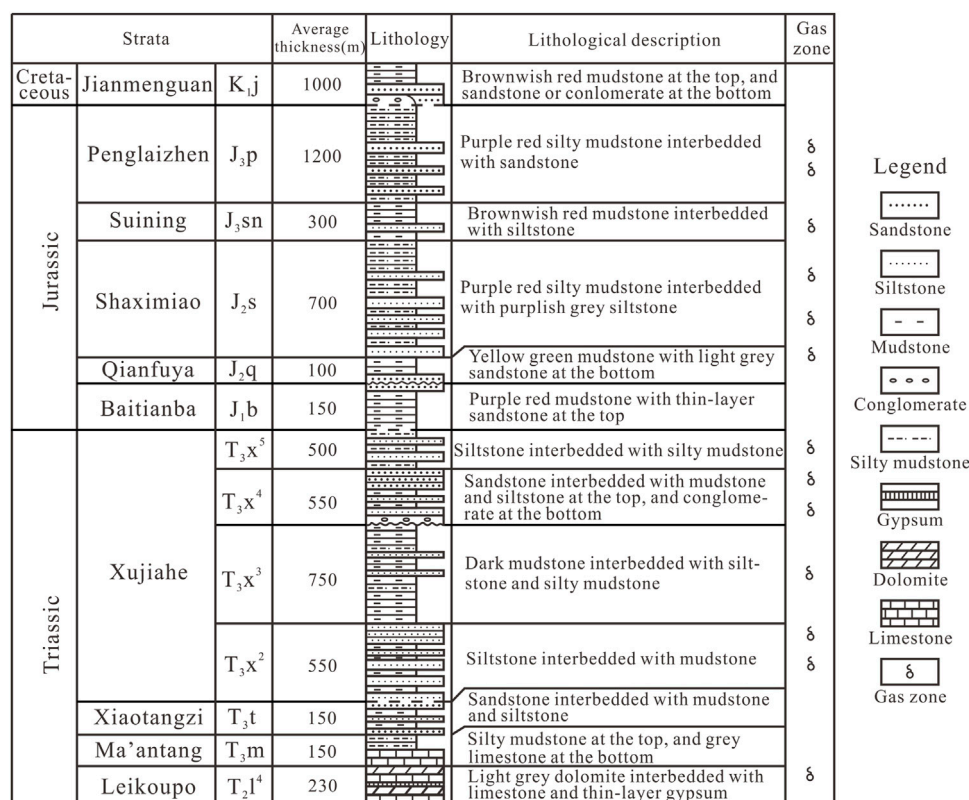 Strata
Average
thickness(m)
Lithology
Lithological description
Gas
zone
Creta-
ceous
Jianmenguan
K₁j
1000
Brownwish red mudstone at the top, and
sandstone or conlomerate at the bottom
Jurassic
Penglaizhen
J₃p
1200
Purple red silty mudstone interbedded
with sandstone
Suining
J₃sn
300
Brownwish red mudstone interbedded
with siltstone
Shaximiao
J₂s
700
Purple red silty mudstone interbedded
with purplish grey siltstone
Qianfuya
J₂q
100
Yellow green mudstone with light grey
sandstone at the bottom
Baitianba
J₁b
150
Purple red mudstone with thin-layer
sandstone at the top
Triassic
Xujiahe
T₃x⁵
500
Siltstone interbedded with silty mudstone
T₃x⁴
550
Sandstone interbedded with mudstone
and siltstone at the top, and conglome-
rate at the bottom
T₃x³
750
Dark mudstone interbedded with silt-
stone and silty mudstone
T₃x²
550
Siltstone interbedded with mudstone
Xiaotangzi
T₃t
150
Sandstone interbedded with mudstone
and siltstone
Ma'antang
T₃m
150
Silty mudstone at the top, and grey
limestone at the bottom
Leikoupo
T₂l⁴
230
Light grey dolomite interbedded with
limestone and thin-layer gypsum
Legend
Sandstone
Siltstone
Mudstone
Conglomerate
Silty mudstone
Gypsum
Dolomite
Limestone
Gas zone